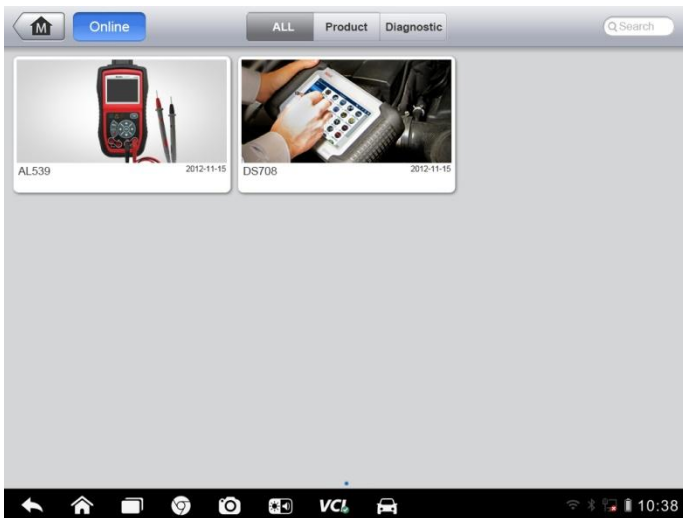 M Online ALL Product Diagnostic Search
AL539 2012-11-15 DS708 2012-11-15
VCI 10:38